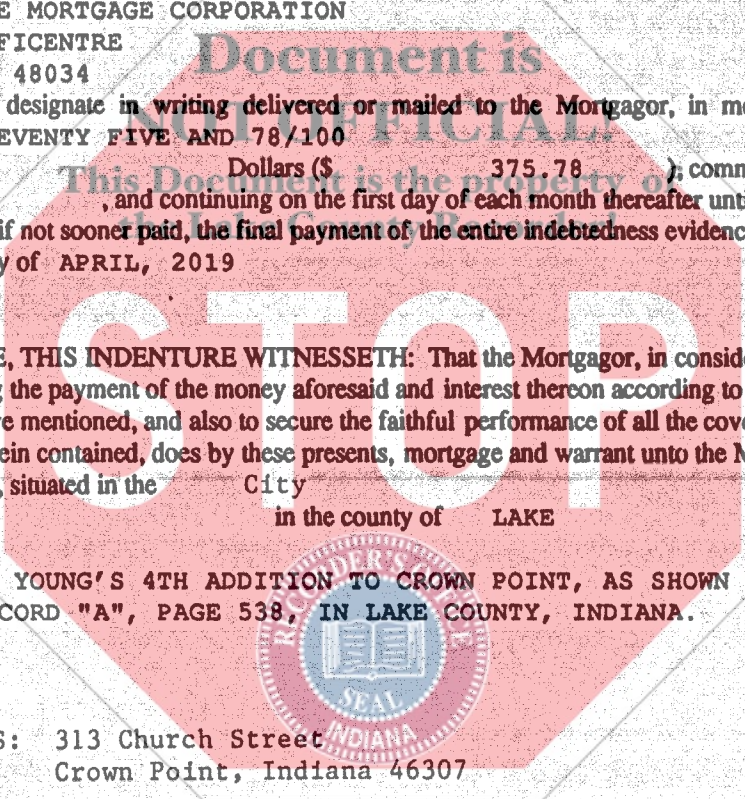 E MORTGAGE CORPORATION
FICENTRE
48034
Document is
designate in writing delivered or mailed to the Mortgagor, in mo
NOT OFFICIAL!
EVENTY FIVE AND 78/100
Dollars ($ 375.78 ); comm
This Document is the property of
, and continuing on the first day of each month thereafter unti
the Lake County Recorder!
if not sooner paid, the final payment of the entire indebtedness evidenc
y of APRIL, 2019
STOP
E, THIS INDENTURE WITNESSETH: That the Mortgagor, in conside
g the payment of the money aforesaid and interest thereon according to
e mentioned, and also to secure the faithful performance of all the cove
ein contained, does by these presents, mortgage and warrant unto the M
, situated in the City
in the county of LAKE
YOUNG'S 4TH ADDITION TO CROWN POINT, AS SHOWN
CORD "A", PAGE 538, IN LAKE COUNTY, INDIANA.
RECORDER'S OFFICE
SEAL
INDIANA
S: 313 Church Street
Crown Point, Indiana 46307